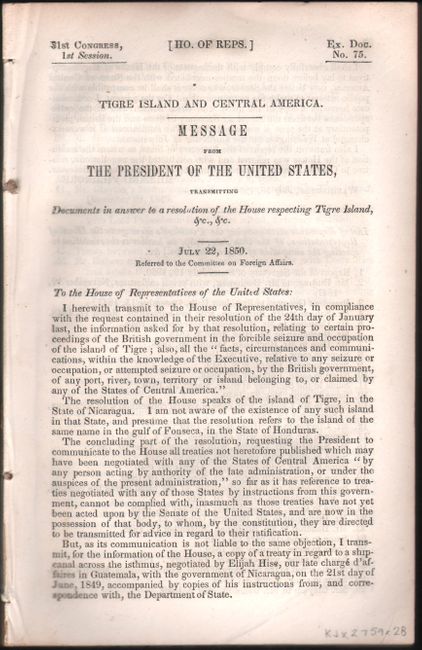 31st Congress,
1st Session.
[HO. OF REPS.]
Ex. Doc.
No. 75.
TIGRE ISLAND AND CENTRAL AMERICA.
MESSAGE
FROM
THE PRESIDENT OF THE UNITED STATES,
TRANSMITTING
Documents in answer to a resolution of the House respecting Tigre Island,
&c., &c.
July 22, 1850.
Referred to the Committee on Foreign Affairs.
To the House of Representatives of the United States:
I herewith transmit to the House of Representatives, in compliance
with the request contained in their resolution of the 24th day of January
last, the information asked for by that resolution, relating to certain pro-
ceedings of the British government in the forcible seizure and occupation
of the island of Tigre; also, all the "facts, circumstances and communi-
cations, within the knowledge of the Executive, relative to any seizure or
occupation, or attempted seizure or occupation, by the British government,
of any port, river, town, territory or island belonging to, or claimed by
any of the States of Central America."
The resolution of the House speaks of the island of Tigre, in the
State of Nicaragua. I am not aware of the existence of any such island
in that State, and presume that the resolution refers to the island of the
same name in the gulf of Fonseca, in the State of Honduras.
The concluding part of the resolution, requesting the President to
communicate to the House all treaties not heretofore published which may
have been negotiated with any of the States of Central America "by
any person acting by authority of the late administration, or under the
auspices of the present administration," so far as it has reference to trea-
ties negotiated with any of those States by instructions from this govern-
ment, cannot be complied with, inasmuch as those treaties have not yet
been acted upon by the Senate of the United States, and are now in the
possession of that body, to whom, by the constitution, they are directed
to be transmitted for advice in regard to their ratification.
But, as its communication is not liable to the same objection, I trans-
mit, for the information of the House, a copy of a treaty in regard to a ship-
canal across the isthmus, negotiated by Elijah Hise, our late chargé d'af-
faires in Guatemala, with the government of Nicaragua, on the 21st day of
June, 1849, accompanied by copies of his instructions from, and corre-
spondence with, the Department of State.